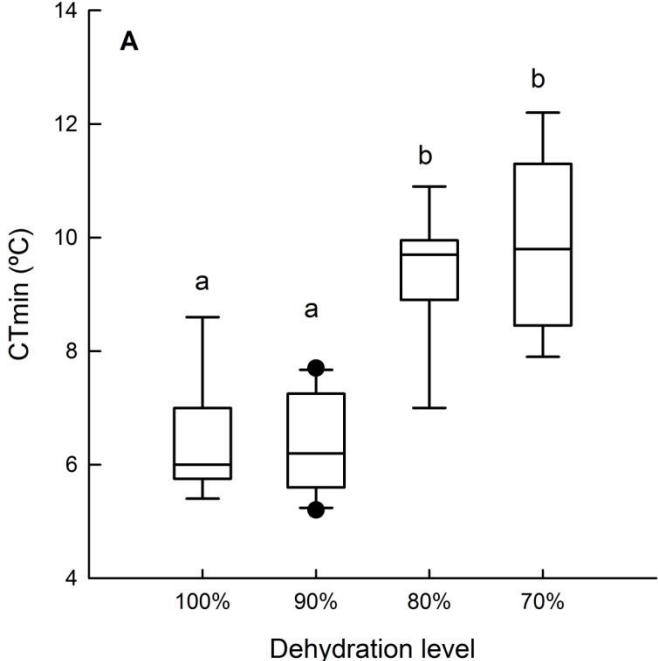 A
14
12
10
8
6
4
CTmin (ºC)
a
a
b
b
100%
90%
80%
70%
Dehydration level